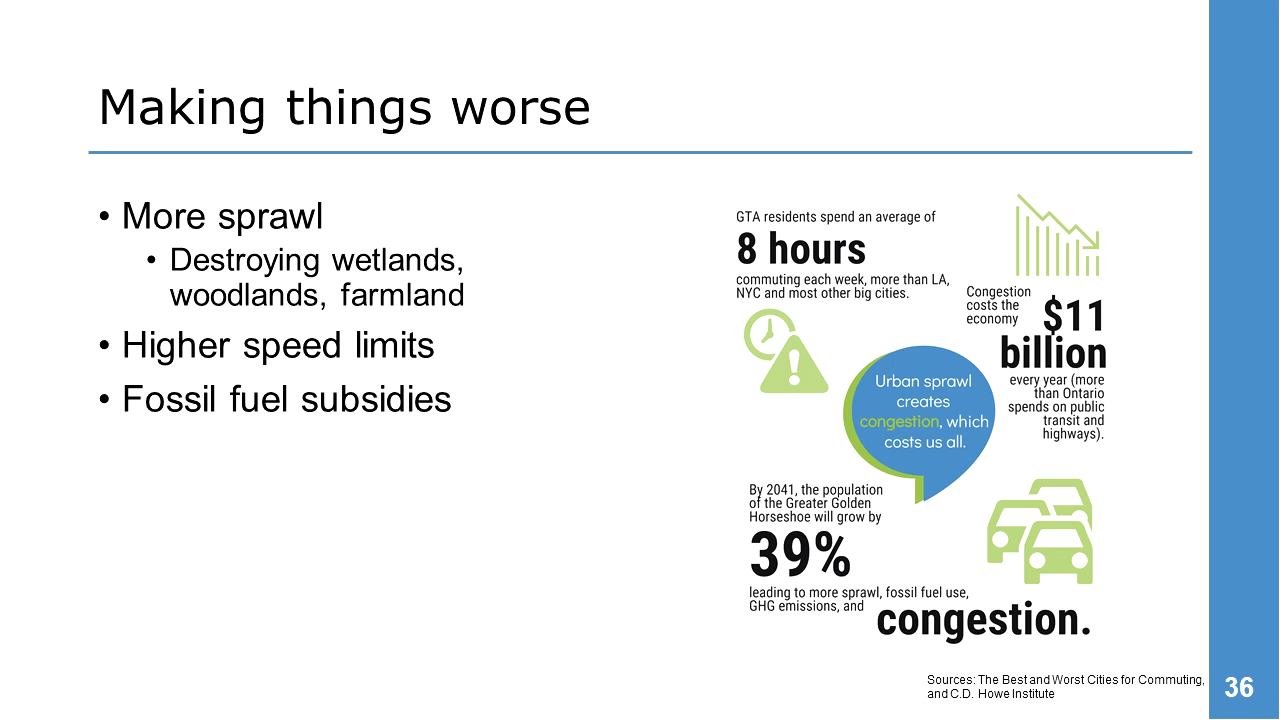 Making things worse
• More sprawl
• Destroying wetlands,
woodlands, farmland
• Higher speed limits
• Fossil fuel subsidies
GTA residents spend an average of
8 hours
commuting each week, more than LA,
NYC and most other big cities.
Congestion
costs the
economy
$11
billion
every year (more
than Ontario
spends on public
transit and
highways).
Urban sprawl
creates
congestion, which
costs us all.
By 2041, the population
of the Greater Golden
Horseshoe will grow by
39%
leading to more sprawl, fossil fuel use,
GHG emissions, and
congestion.
Sources: The Best and Worst Cities for Commuting,
and C.D. Howe Institute
36